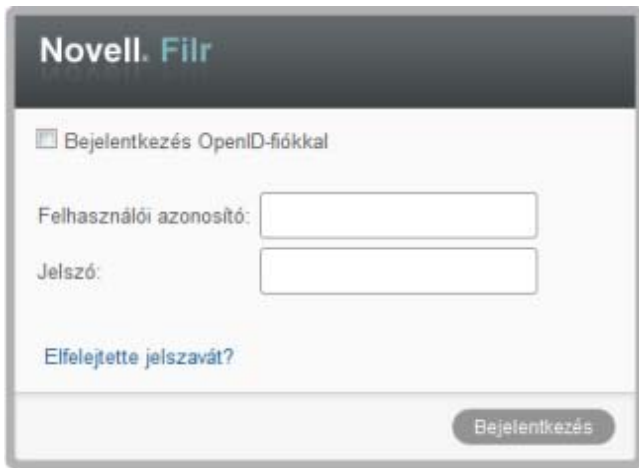 Novell. Filr
Bejelentkezés OpenID-fiókkal
Felhasználói azonosító:
Jelszó:
Elfelejtette jelszavát?
Bejelentkezés